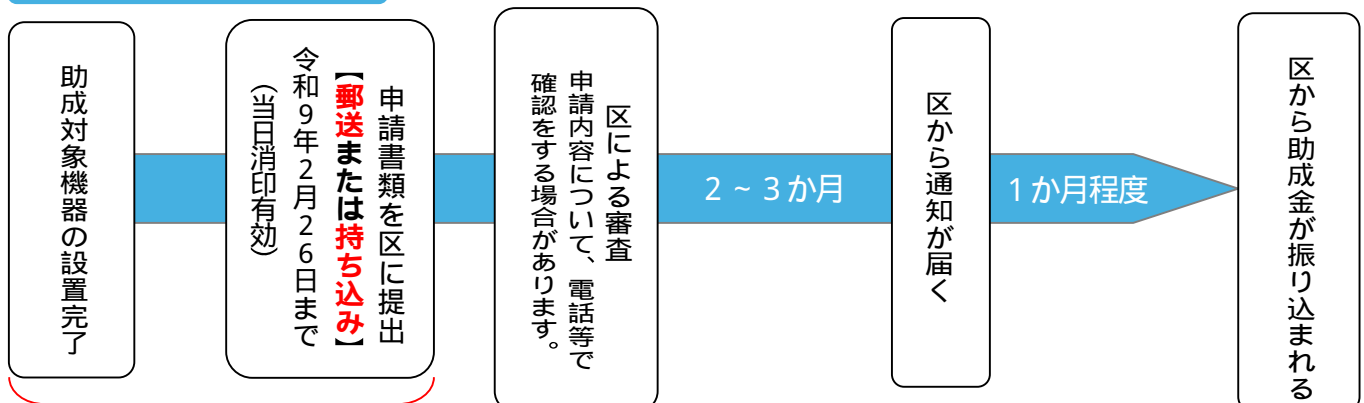 助成対象機器の設置完了
申請書類を区に提出
【郵送または持ち込み】
令和9年2月26日まで
（当日消印有効）
区による審査
申請内容について、電話等で
確認をする場合があります。
2 ~ 3か月
区から通知が届く
1か月程度
区から助成金が振り込まれる